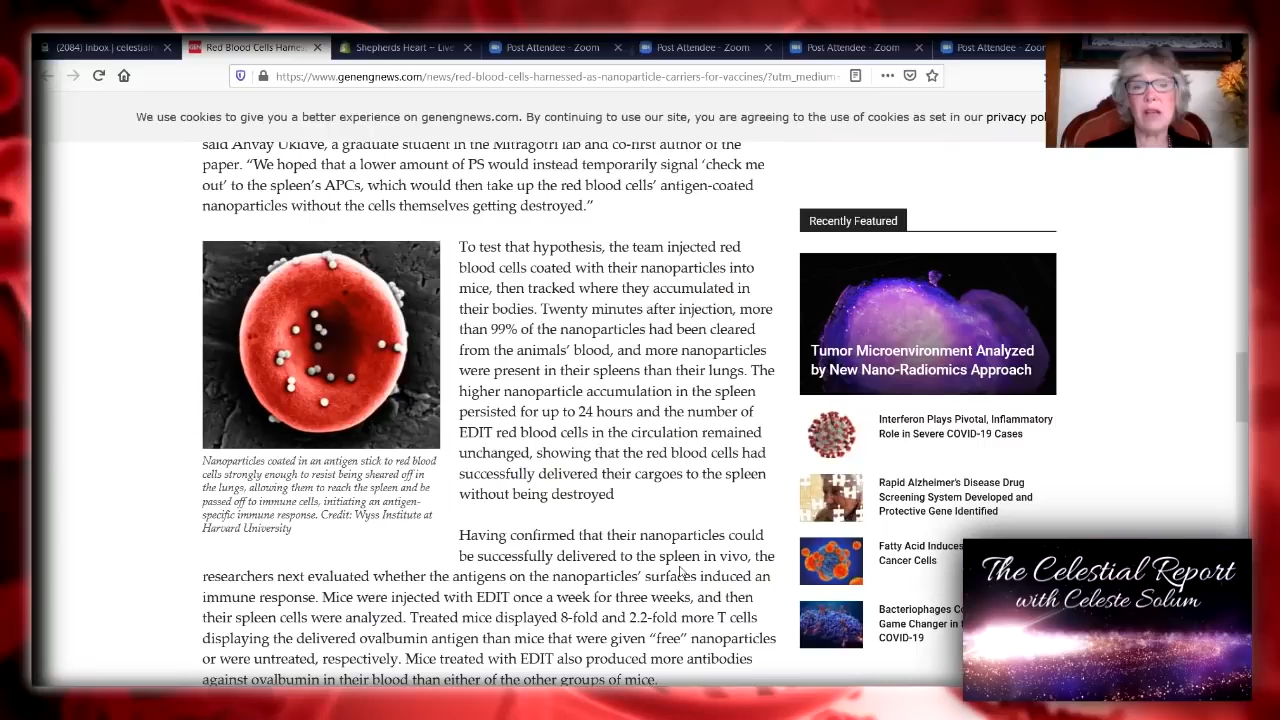 (2084) Inbox | celestialr
Red Blood Cells Harne
Shepherds Heart – Live
Post Attendee - Zoom
Post Attendee - Zoom
Post Attendee - Zoom
Post Attendee - Zoom
https://www.genengnews.com/news/red-blood-cells-harnessed-as-nanoparticle-carriers-for-vaccines/?utm_medium=
We use cookies to give you a better experience on genengnews.com. By continuing to use our site, you are agreeing to the use of cookies as set in our privacy pol
said Anvay Ukidve, a graduate student in the Mitragotri lab and co-first author of the
paper. “We hoped that a lower amount of PS would instead temporarily signal ‘check me
out’ to the spleen’s APCs, which would then take up the red blood cells’ antigen-coated
nanoparticles without the cells themselves getting destroyed.”
To test that hypothesis, the team injected red
blood cells coated with their nanoparticles into
mice, then tracked where they accumulated in
their bodies. Twenty minutes after injection, more
than 99% of the nanoparticles had been cleared
from the animals’ blood, and more nanoparticles
were present in their spleens than their lungs. The
higher nanoparticle accumulation in the spleen
persisted for up to 24 hours and the number of
EDIT red blood cells in the circulation remained
unchanged, showing that the red blood cells had
successfully delivered their cargoes to the spleen
without being destroyed
Nanoparticles coated in an antigen stick to red blood
cells strongly enough to resist being sheared off in
the lungs, allowing them to reach the spleen and be
passed off to immune cells, initiating an antigen-
specific immune response. Credit: Wyss Institute at
Harvard University
Having confirmed that their nanoparticles could
be successfully delivered to the spleen in vivo, the
researchers next evaluated whether the antigens on the nanoparticles’ surfaces induced an
immune response. Mice were injected with EDIT once a week for three weeks, and then
their spleen cells were analyzed. Treated mice displayed 8-fold and 2.2-fold more T cells
displaying the delivered ovalbumin antigen than mice that were given “free” nanoparticles
or were untreated, respectively. Mice treated with EDIT also produced more antibodies
against ovalbumin in their blood than either of the other groups of mice.
Recently Featured
Tumor Microenvironment Analyzed
by New Nano-Radiomics Approach
Interferon Plays Pivotal, Inflammatory
Role in Severe COVID-19 Cases
Rapid Alzheimer’s Disease Drug
Screening System Developed and
Protective Gene Identified
Fatty Acid Induces
Cancer Cells
Bacteriophages Co
Game Changer in t
COVID-19
The Celestial Report
with Celeste Solum